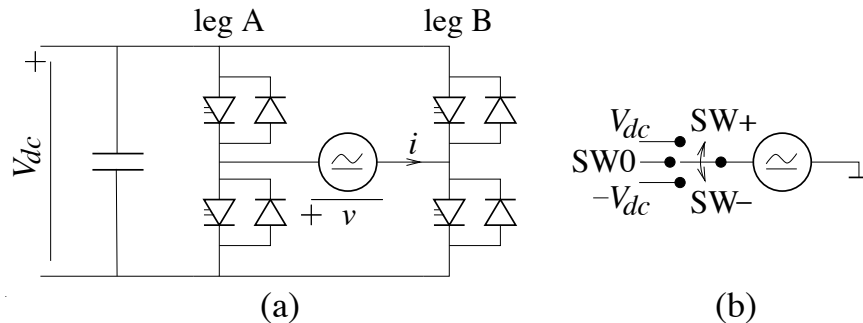 leg A
leg B
+
V_dc
i
+
v
(a)
V_dc
SW+
SW0
−V_dc
SW−
(b)